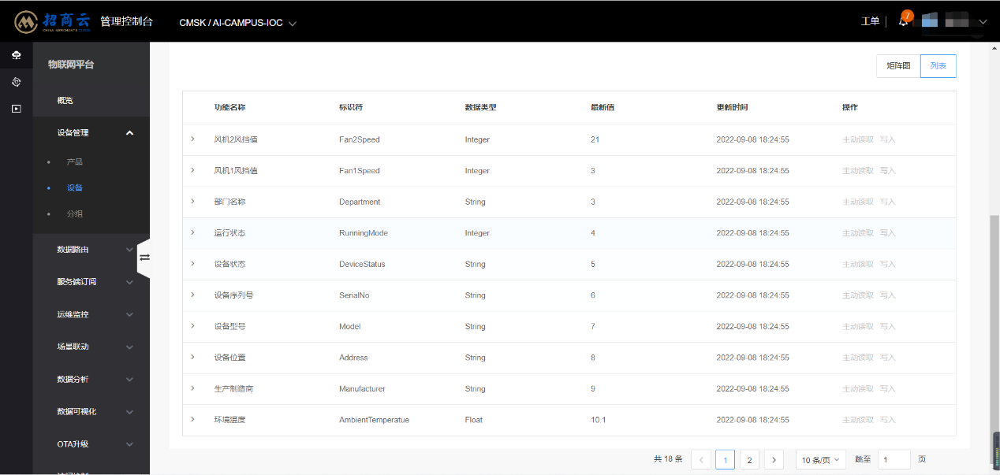 招商云 管理控制台 CMSK / AI-CAMPUS-IOC 工单 7
CHINA MERCHANTS CLOUD
物联网平台
概览
设备管理
产品
设备
分组
数据路由
服务端订阅
运维监控
场景联动
数据分析
数据可视化
OTA升级
矩阵图 列表
功能名称 标识符 数据类型 最新值 更新时间 操作
风机2风挡值 Fan2Speed Integer 21 2022-09-08 18:24:55 主动读取 写入
风机1风挡值 Fan1Speed Integer 3 2022-09-08 18:24:55 主动读取 写入
部门名称 Department String 3 2022-09-08 18:24:55 主动读取 写入
运行状态 RunningMode Integer 4 2022-09-08 18:24:55 主动读取 写入
设备状态 DeviceStatus String 5 2022-09-08 18:24:55 主动读取 写入
设备序列号 SerialNo String 6 2022-09-08 18:24:55 主动读取 写入
设备型号 Model String 7 2022-09-08 18:24:55 主动读取 写入
设备位置 Address String 8 2022-09-08 18:24:55 主动读取 写入
生产制造商 Manufacturer String 9 2022-09-08 18:24:55 主动读取 写入
环境温度 AmbientTemperatue Float 10.1 2022-09-08 18:24:55 主动读取 写入
共 18 条 1 2 10 条/页 跳至 1 页